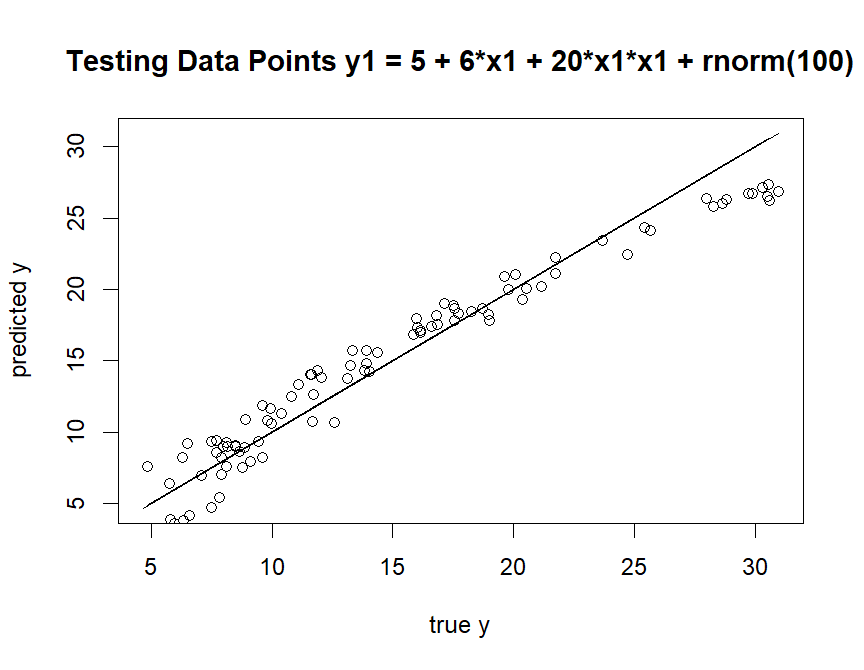 Testing Data Points y1 = 5 + 6*x1 + 20*x1*x1 + rnorm(100)
30
25
20
15
10
5
predicted y
5 10 15 20 25 30
true y